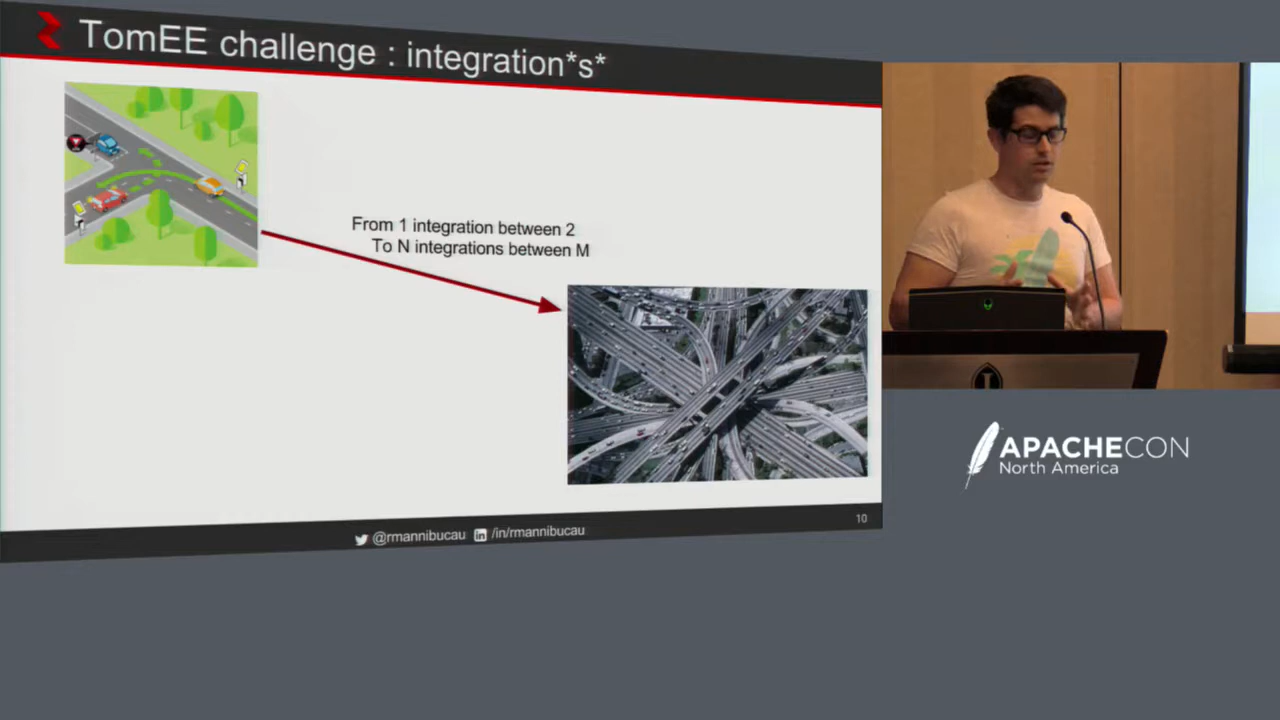 TomEE challenge : integration*s*
From 1 integration between 2
To N integrations between M
@rmannibucau /in/rmannibucau
10
APACHECON
North America